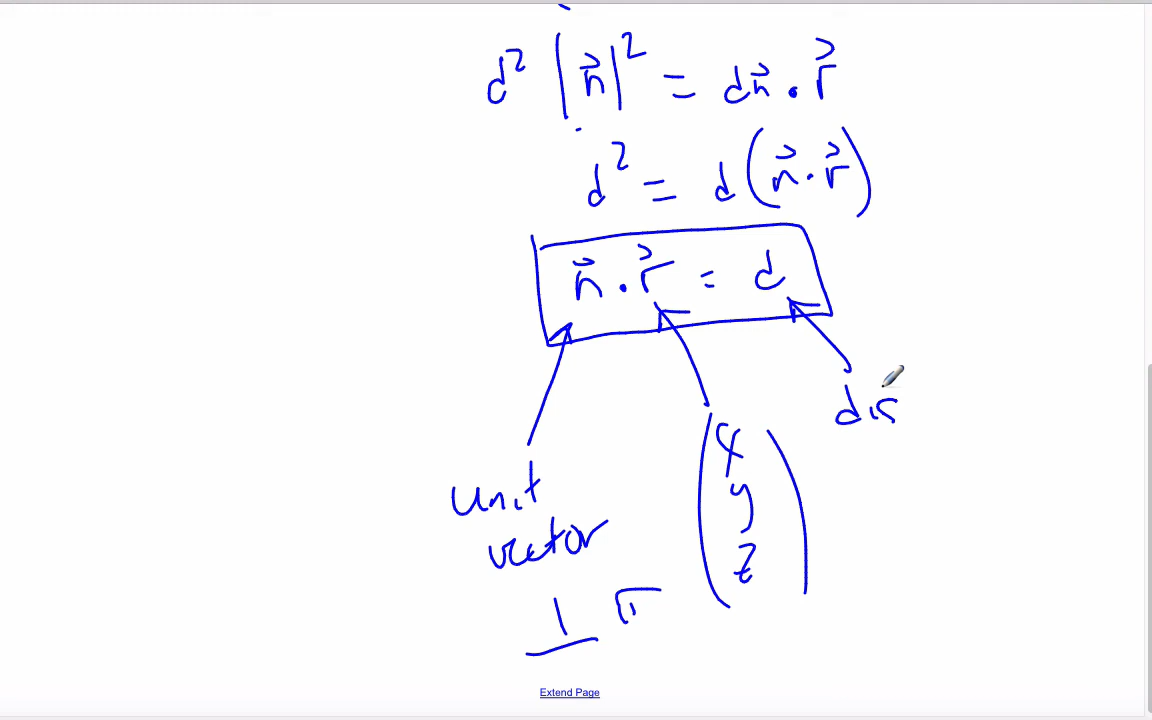 d² |n⃗|² = dn⃗ · r⃗
d² = d(n⃗ · r⃗)
n⃗ · r⃗ = d
dis
x
y
z
unit
vector
⊥ π
Extend Page